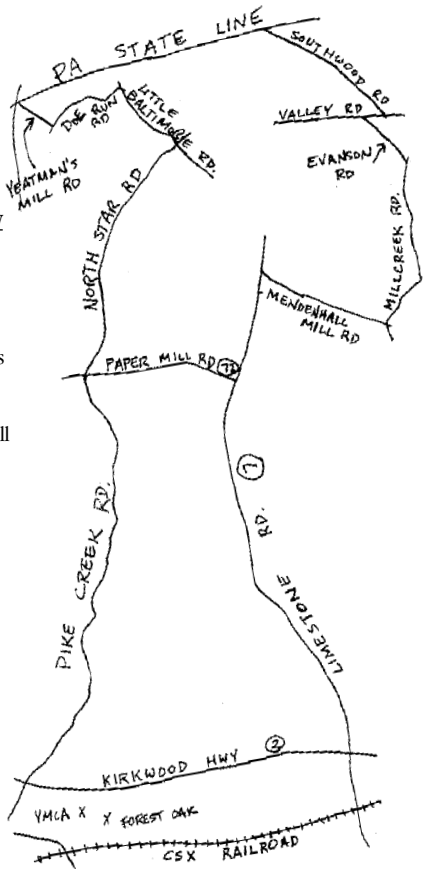 PA STATE LINE
SOUTHWOOD RD
LITTLE
BALTIMORE RD.
DOE RUN
RD
VALLEY RD
YEATMAN'S
MILL RD
EVANSON
RD
NORTH STAR RD
MILLCREEK RD.
MENDENHALL
MILL RD
s
PAPER MILL RD 72
ll
7
PIKE CREEK RD.
LIMESTONE RD.
KIRKWOOD HWY 2
YMCA X X FOREST OAK
CSX RAILROAD